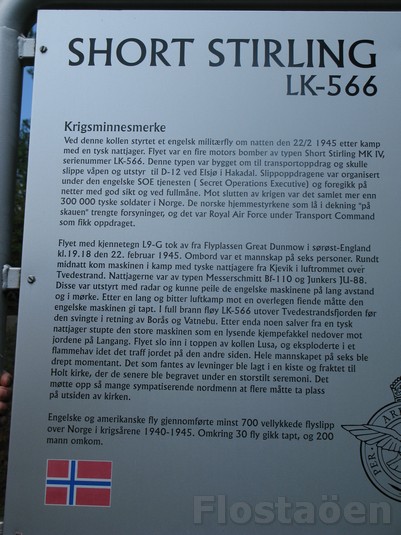 SHORT STIRLING
LK-566
Krigsminnesmerke
Ved denne kollen styrtet et engelsk militærfly om natten den 22/2 1945 etter kamp
med en tysk nattjager. Flyet var en fire motors bomber av typen Short Stirling MK IV,
serienummer LK-566. Denne typen var bygget om til transportoppdrag og skulle
slippe våpen og utstyr til D-12 ved Elsjø i Hakadal. Slippoppdragene var organisert
under den engelske SOE tjenesten ( Secret Operations Executive) og foregikk på
netter med god sikt og ved fullmåne. Mot slutten av krigen var det samlet mer enn
300 000 tyske soldater i Norge. De norske hjemmestyrkene som lå i dekning "på
skauen" trengte forsyninger, og det var Royal Air Force under Transport Command
som fikk oppdraget.
Flyet med kjennetegn L9-G tok av fra Flyplassen Great Dunmow i sørøst-England
kl.19.18 den 22. februar 1945. Ombord var et mannskap på seks personer. Rundt
midnatt kom maskinen i kamp med tyske nattjagere fra Kjevik i luftrommet over
Tvedestrand. Nattjagerne var av typen Messerschmitt Bf-110 og Junkers JU-88.
Disse var utstyrt med radar og kunne peile de engelske maskinene på lang avstand
og i mørke. Etter en lang og bitter luftkamp mot en overlegen fiende måtte den
engelske maskinen gi tapt. I full brann fløy LK-566 utover Tvedestrandsfjorden før
den svingte i retning av Borås og Vatnebu. Etter enda noen salver fra en tysk
nattjager stupte den store maskinen som en lysende kjempefakkel nedover mot
jordene på Langang. Flyet slo inn i toppen av kollen Lusa, og eksploderte i et
flammehav idet det traff jordet på den andre siden. Hele mannskapet på seks ble
drept momentant. Det som fantes av levninger ble lagt i en kiste og fraktet til
Holt kirke, der de senere ble begravet under en storstilt seremoni. Det
møtte opp så mange sympatiserende nordmenn at flere måtte ta plass
på utsiden av kirken.
Engelske og amerikanske fly gjennomførte minst 700 vellykkede flyslipp
over Norge i krigsårene 1940-1945. Omkring 30 fly gikk tapt, og 200
mann omkom.
PER
Flostaöen